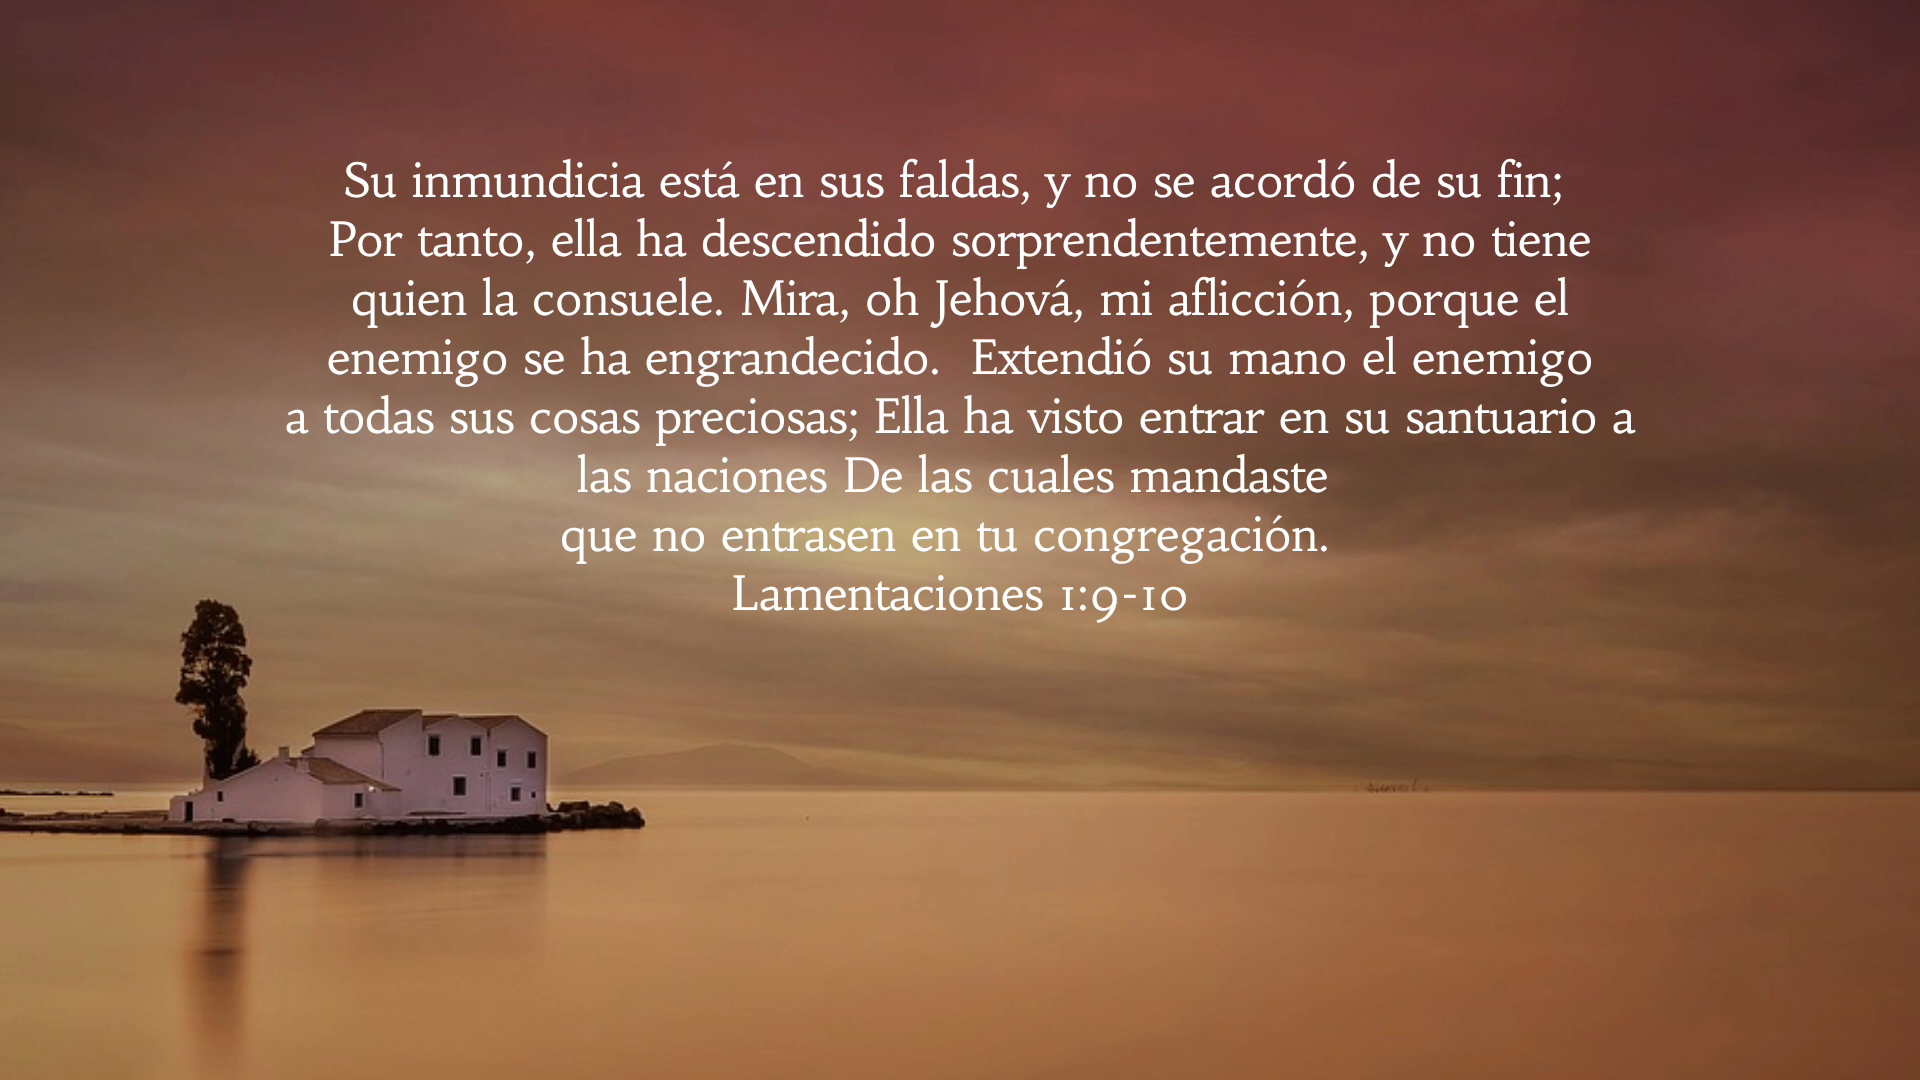 Su inmundicia está en sus faldas, y no se acordó de su fin;
Por tanto, ella ha descendido sorprendentemente, y no tiene
quien la consuele. Mira, oh Jehová, mi aflicción, porque el
enemigo se ha engrandecido.  Extendió su mano el enemigo
a todas sus cosas preciosas; Ella ha visto entrar en su santuario a
las naciones De las cuales mandaste
que no entrasen en tu congregación.
Lamentaciones 1:9-10